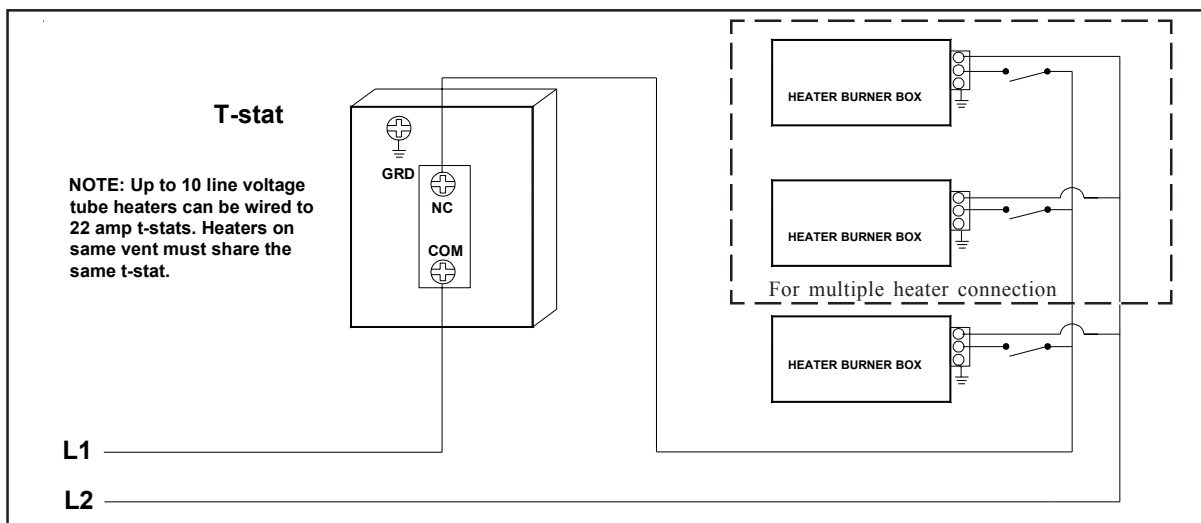 T-stat
NOTE: Up to 10 line voltage
tube heaters can be wired to
22 amp t-stats. Heaters on
same vent must share the
same t-stat.
GRD
NC
COM
L1
L2
HEATER BURNER BOX
HEATER BURNER BOX
For multiple heater connection
HEATER BURNER BOX